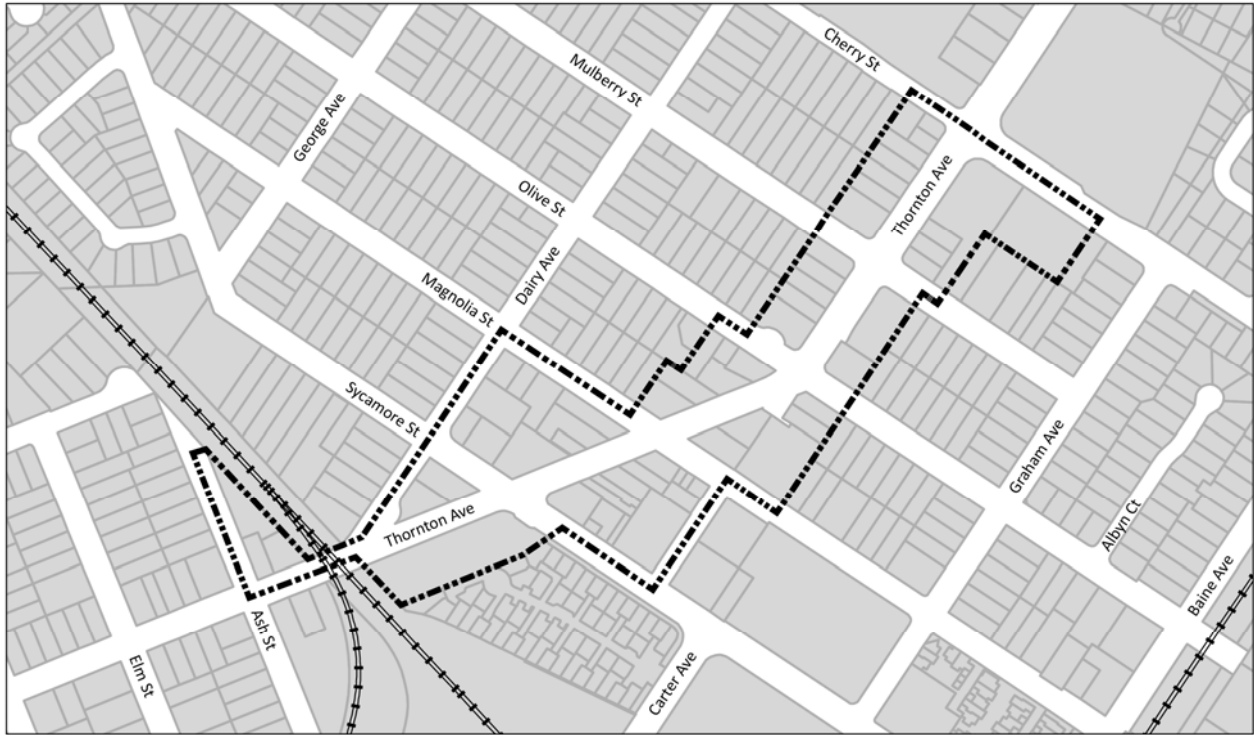 Cherry St
Mulberry St
George Ave
Thornton Ave
Olive St
Dairy Ave
Magnolia St
Sycamore St
Graham Ave
Albyn Ct
Thornton Ave
Baine Ave
Ash St
Elm St
Carter Ave